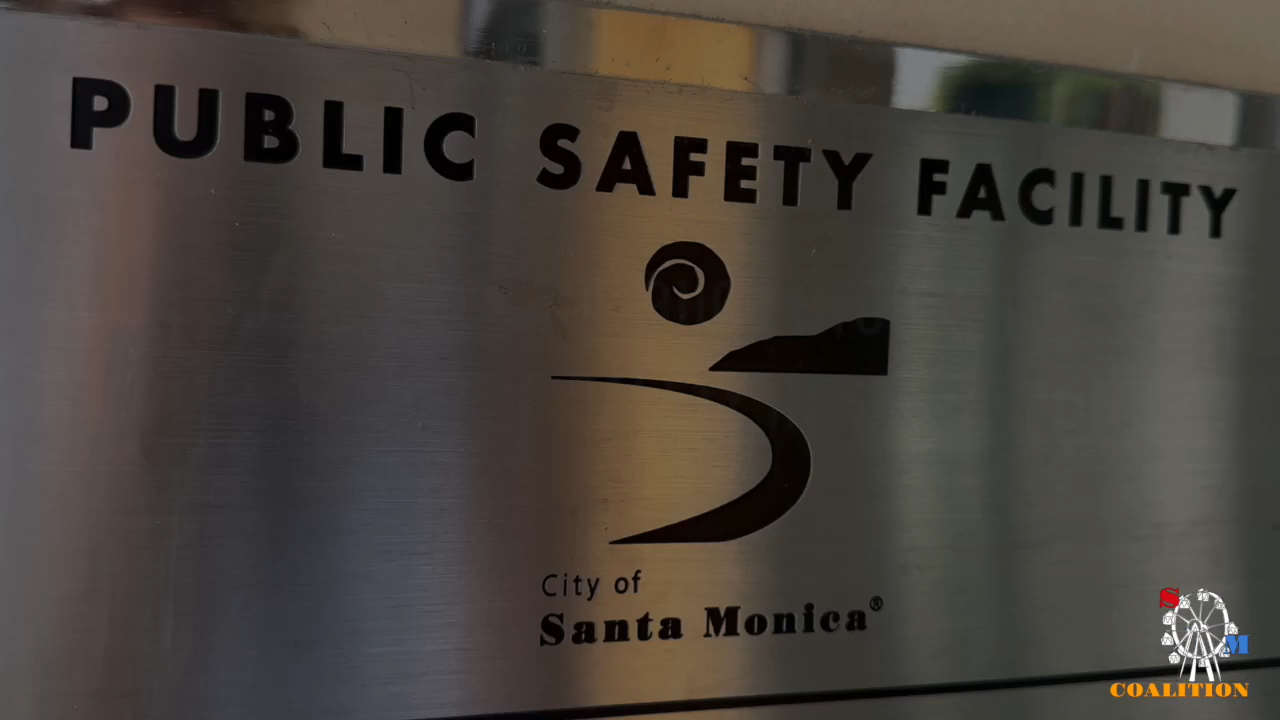 PUBLIC SAFETY FACILITY
City of
Santa Monica®
S
M
COALITION